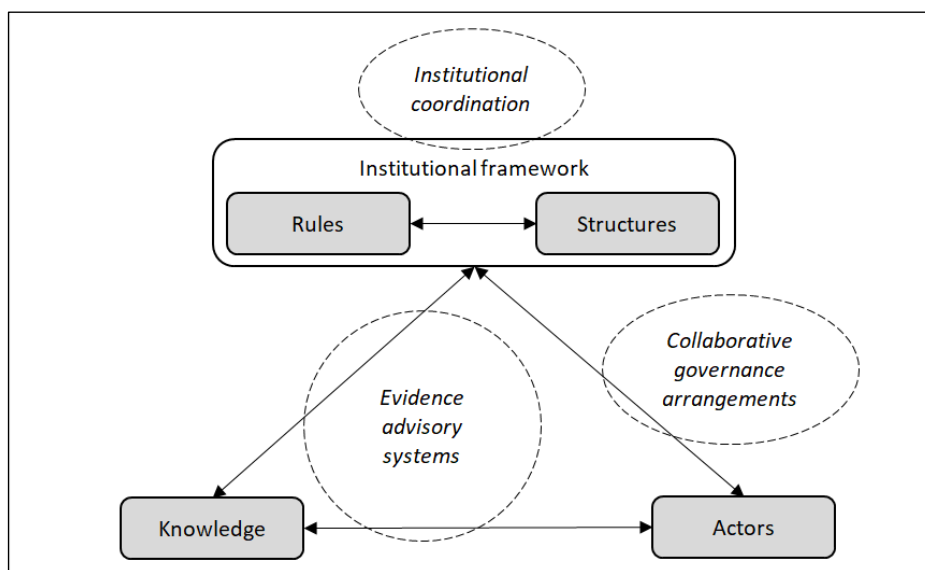 Institutional
coordination
Institutional framework
Rules
Structures
Collaborative
governance
arrangements
Evidence
advisory
systems
Knowledge
Actors